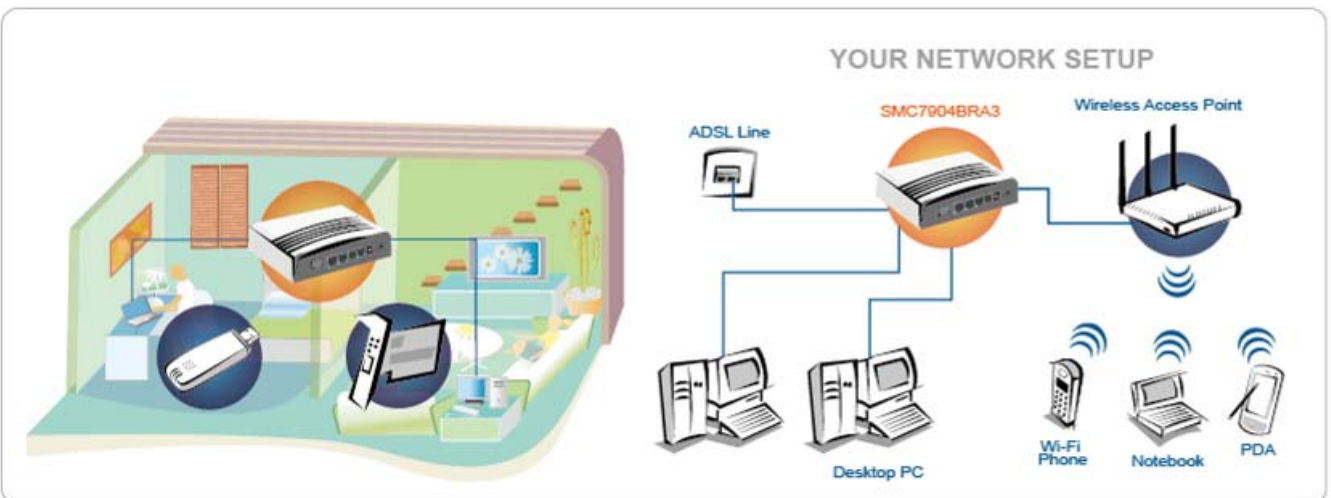 YOUR NETWORK SETUP
SMC7904BRA3
Wireless Access Point
ADSL Line
Wi-Fi
Phone
Notebook
PDA
Desktop PC